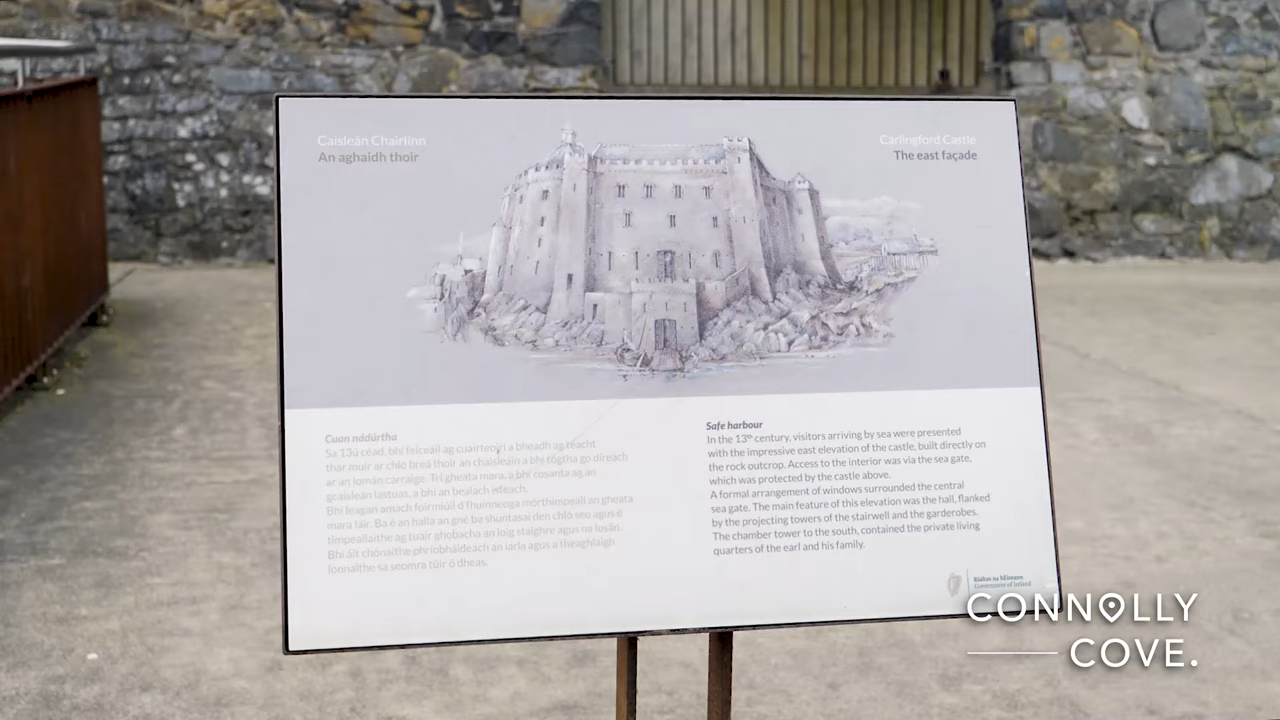 Caisleán Chairlinn
An aghaidh thoir
Carlingford Castle
The east façade
Cuan nádúrtha
Sa 13ú céad, bhí feiceáil ag cuairteoirí a bheadh ag teacht
thar muir ar chló breá thoir an chaisleáin a bhí tógtha go díreach
ar an lomán carraige. Trí gheata mara, a bhí cosanta ag an
gcaisleán lastuas, a bhí an bealach isteach.
Bhí leagan amach foirmiúil d'fhuinneoga mórthimpeall an gheata
mara láir. Ba é an halla an gné ba shuntasaí den chló seo agus é
timpeallaithe ag túair ghobacha an loig staighre agus na losán.
Bhí áit chónaithe phríobháideach an iarla agus a theaghlaigh
lonnaithe sa seomra túir ó dheas.
Safe harbour
In the 13th century, visitors arriving by sea were presented
with the impressive east elevation of the castle, built directly on
the rock outcrop. Access to the interior was via the sea gate,
which was protected by the castle above.
A formal arrangement of windows surrounded the central
sea gate. The main feature of this elevation was the hall, flanked
by the projecting towers of the stairwell and the garderobes.
The chamber tower to the south, contained the private living
quarters of the earl and his family.
Rialtas na hÉireann
Government of Ireland
CONNOLLY
COVE.